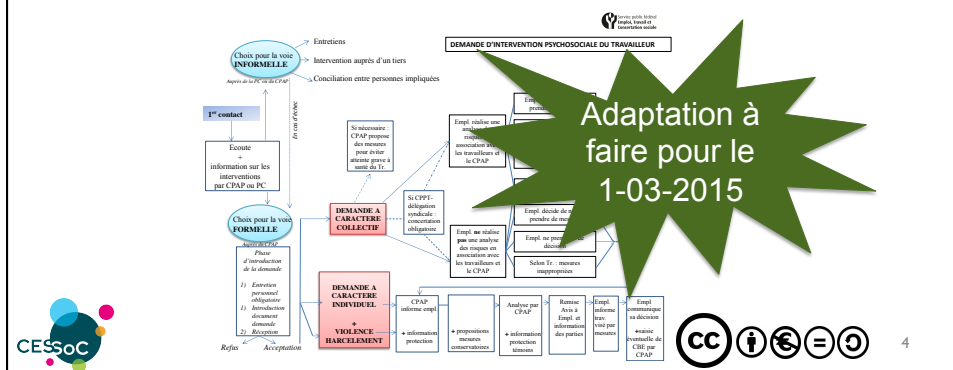 Service public fédéral
Emploi, Travail et
Concertation sociale
DEMANDE D'INTERVENTION PSYCHOSOCIALE DU TRAVAILLEUR
Choix pour la voie
INFORMELLE
Auprès de la PC ou du CPAP
Entretiens
Intervention auprès d'un tiers
Conciliation entre personnes impliquées
En cas d'échec
1er contact
Ecoute
+
information sur les
interventions
par CPAP ou PC
Choix pour la voie
FORMELLE
Auprès du CPAP
Phase
d'introduction
de la demande
1) Entretien
personnel
obligatoire
1) Introduction
document
demande
2) Réception
Refus
Acceptation
Si nécessaire :
CPAP propose
des mesures
pour éviter
atteinte grave à
santé du Tr.
DEMANDE A
CARACTERE
COLLECTIF
Si CPPT-
délégation
syndicale :
concertation
obligatoire
Empl. réalise une
risques
association
les travailleurs et
le CPAP
Empl. ne réalise
pas une analyse
des risques en
association avec
les travailleurs et
le CPAP
Empl. décide de
prendre de
Empl. ne
décision
Selon Tr. : mesures
inappropriées
Adaptation à
faire pour le
1-03-2015
DEMANDE A
CARACTERE
INDIVIDUEL
+
VIOLENCE
HARCELEMENT
CPAP
informe empl.
+ information
protection
+ propositions
mesures
conservatoires
Analyse par
CPAP
+ information
protection
témoins
Remise
Avis à
Empl. et
information
des parties
Empl.
informe
trav.
visé par
mesures
Empl
communique
sa décision
+saisie
éventuelle de
CBE par
CPAP
CESSoC
cc
4